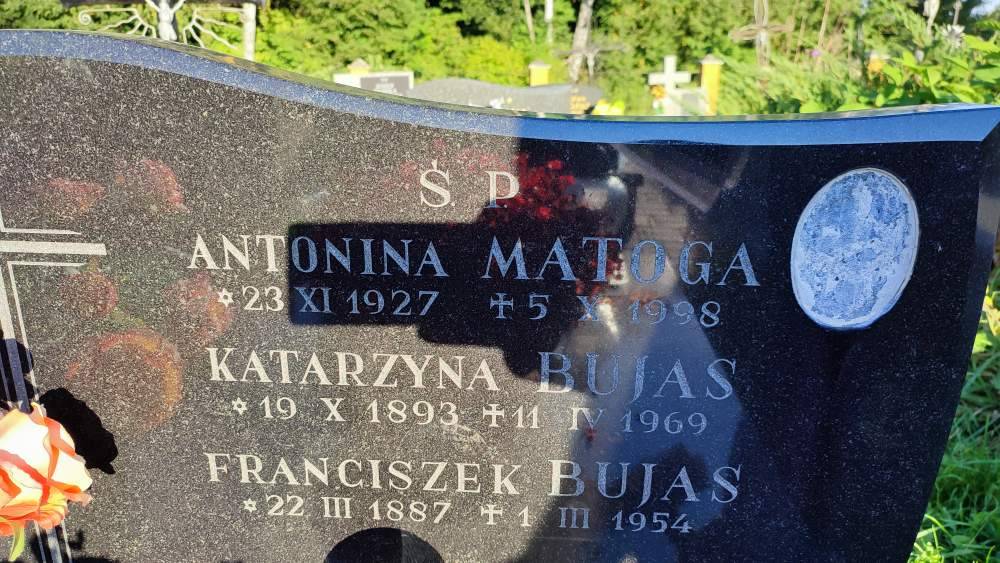 Ś. P.
ANTONINA MATOGA
✡ 23 XI 1927 ✝ 5 X 1998
KATARZYNA BUJAS
✡ 19 X 1893 ✝ 11 IV 1969
FRANCISZEK BUJAS
✡ 22 III 1887 ✝ 1 III 1954